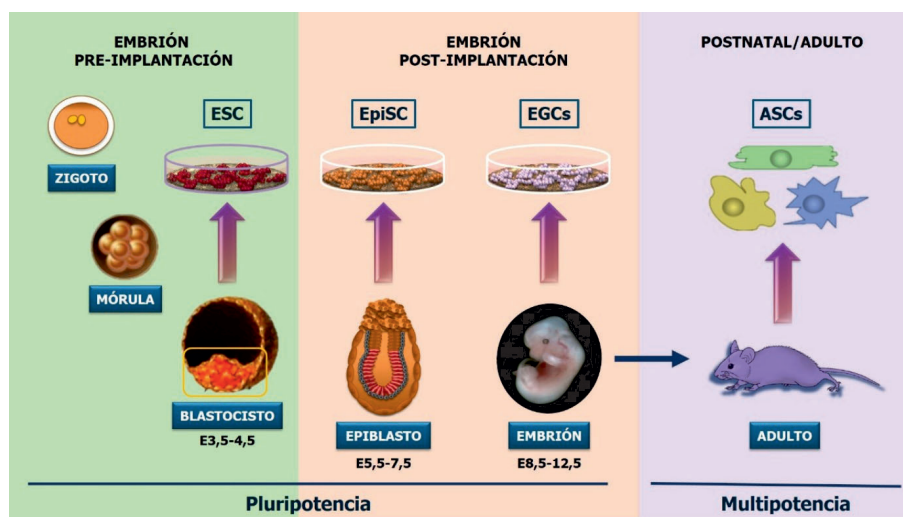 EMBRIÓN
PRE-IMPLANTACIÓN
EMBRIÓN
POST-IMPLANTACIÓN
POSTNATAL/ADULTO
ESC
EpiSC
EGCs
ASCs
ZIGOTO
MÓRULA
BLASTOCISTO
E3,5-4,5
EPIBLASTO
E5,5-7,5
EMBRIÓN
E8,5-12,5
ADULTO
Pluripotencia
Multipotencia